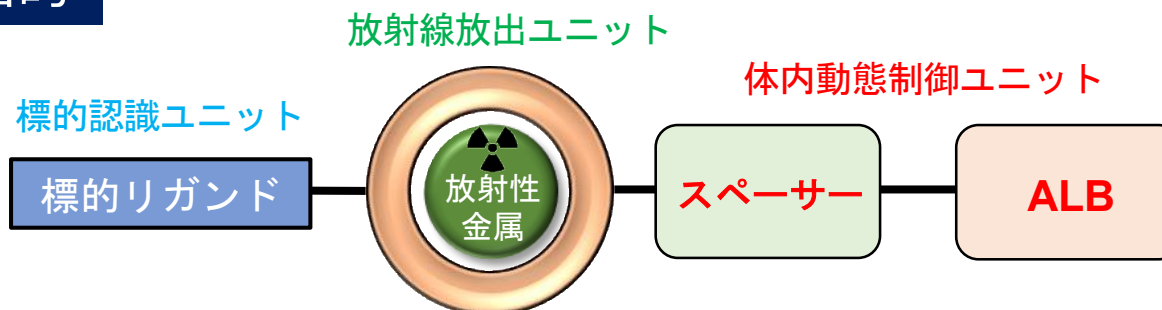 放射線放出ユニット
体内動態制御ユニット
標的認識ユニット
標的リガンド
放射性
金属
スペーサー
ALB